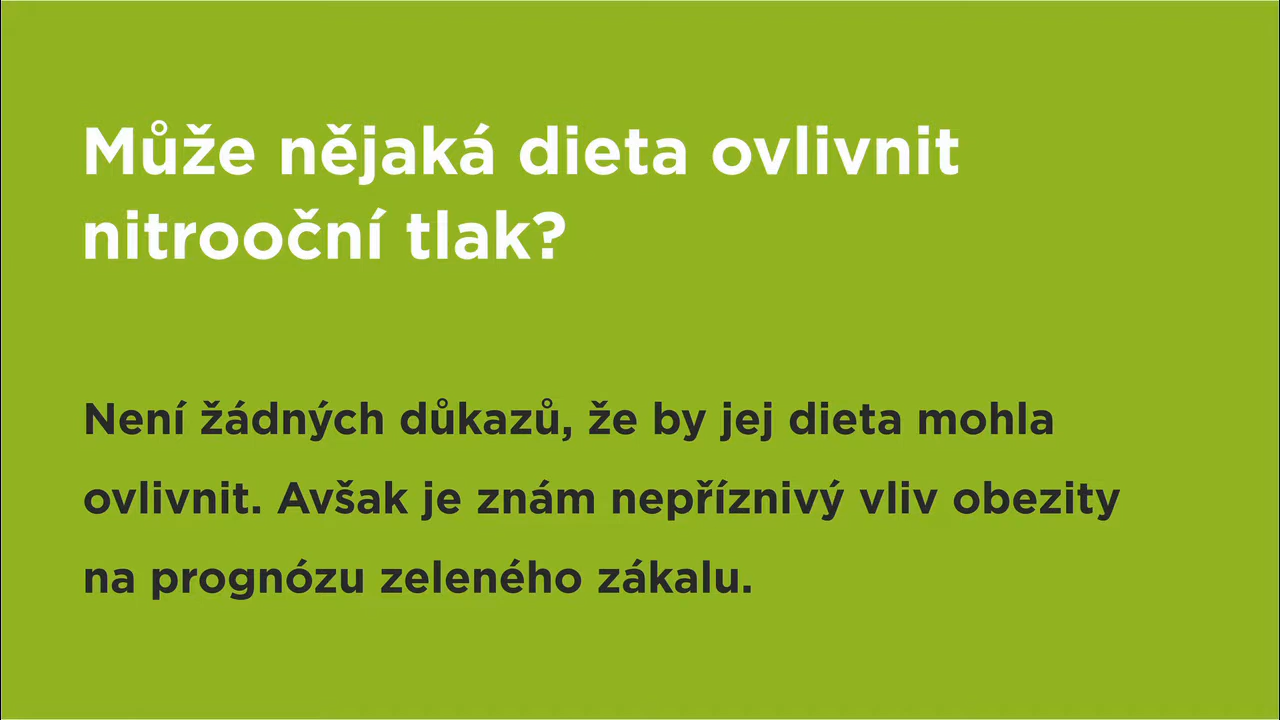 Může nějaká dieta ovlivnit
nitrooční tlak?
Není žádných důkazů, že by jej dieta mohla
ovlivnit. Avšak je znám nepříznivý vliv obezity
na prognózu zeleného zákalu.